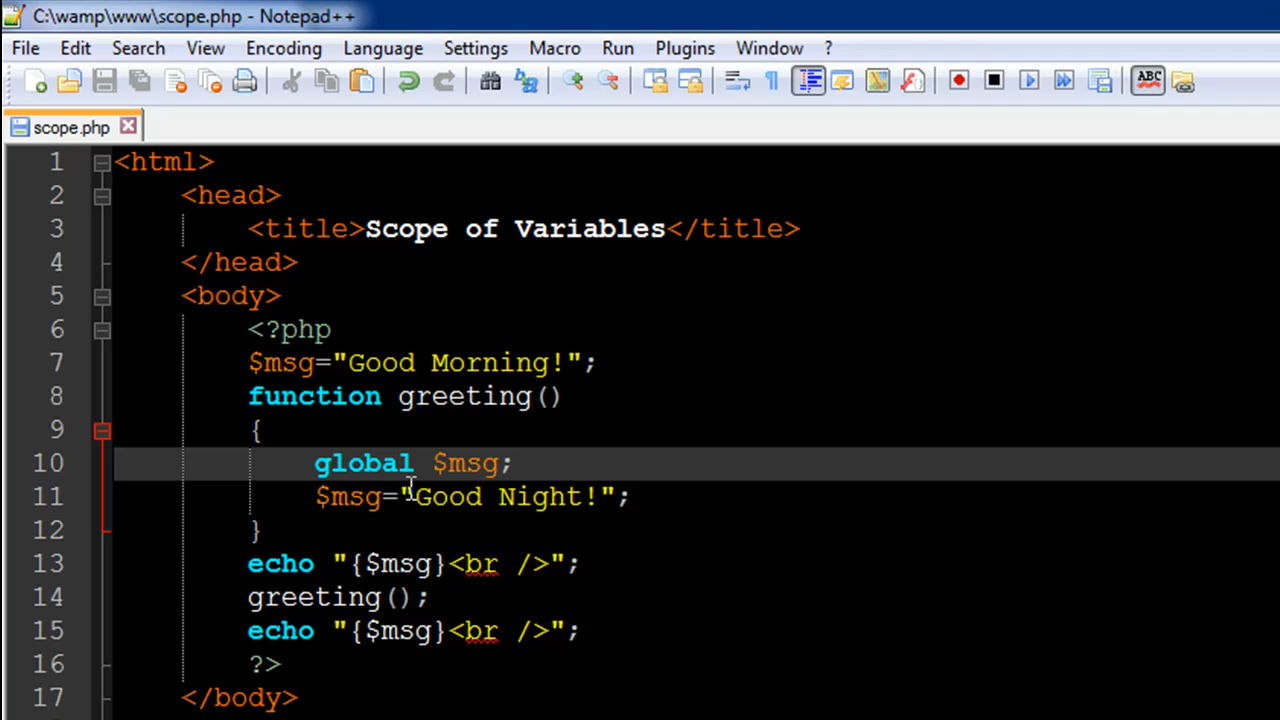 C:\wamp\www\scope.php - Notepad++
File Edit Search View Encoding Language Settings Macro Run Plugins Window ?
ABC
scope.php
1 <html>
2 <head>
3 <title>Scope of Variables</title>
4 </head>
5 <body>
6 <?php
7 $msg="Good Morning!";
8 function greeting()
9 {
10 global $msg;
11 $msg="Good Night!";
12 }
13 echo "{$msg}<br />";
14 greeting();
15 echo "{$msg}<br />";
16 ?>
17 </body>